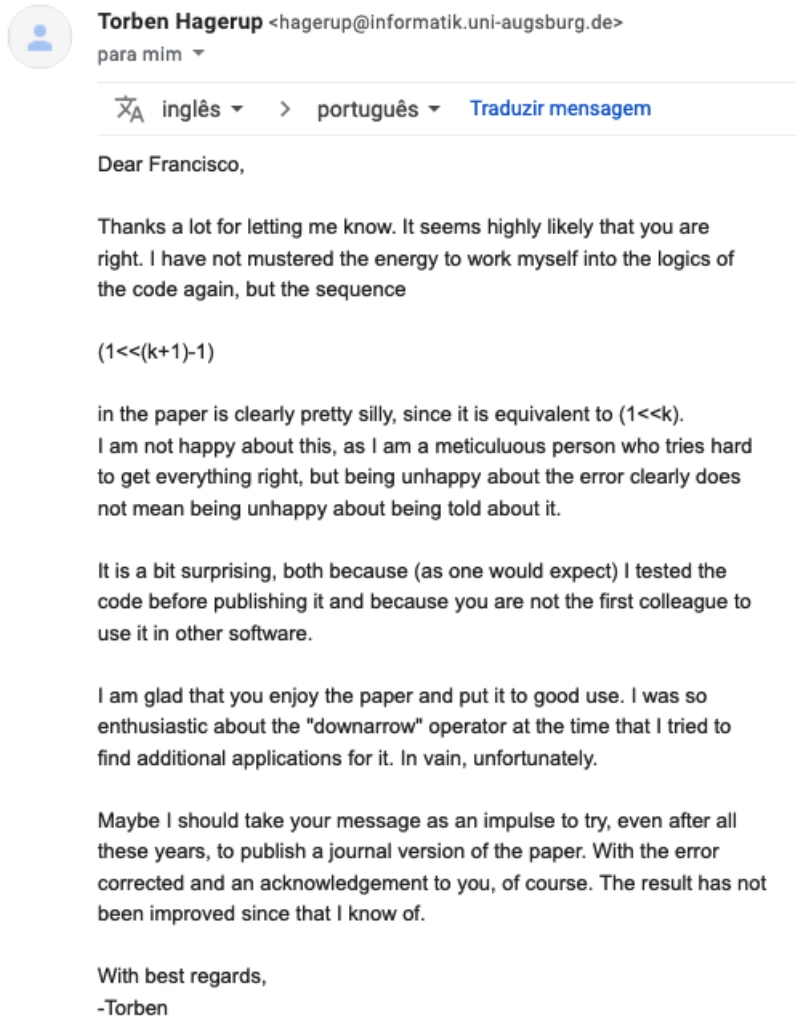 Torben Hagerup <hagerup@informatik.uni-augsburg.de>
para mim
inglês > português Traduzir mensagem
Dear Francisco,
Thanks a lot for letting me know. It seems highly likely that you are
right. I have not mustered the energy to work myself into the logics of
the code again, but the sequence
(1<<(k+1)-1)
in the paper is clearly pretty silly, since it is equivalent to (1<<k).
I am not happy about this, as I am a meticuluous person who tries hard
to get everything right, but being unhappy about the error clearly does
not mean being unhappy about being told about it.
It is a bit surprising, both because (as one would expect) I tested the
code before publishing it and because you are not the first colleague to
use it in other software.
I am glad that you enjoy the paper and put it to good use. I was so
enthusiastic about the "downarrow" operator at the time that I tried to
find additional applications for it. In vain, unfortunately.
Maybe I should take your message as an impulse to try, even after all
these years, to publish a journal version of the paper. With the error
corrected and an acknowledgement to you, of course. The result has not
been improved since that I know of.
With best regards,
-Torben